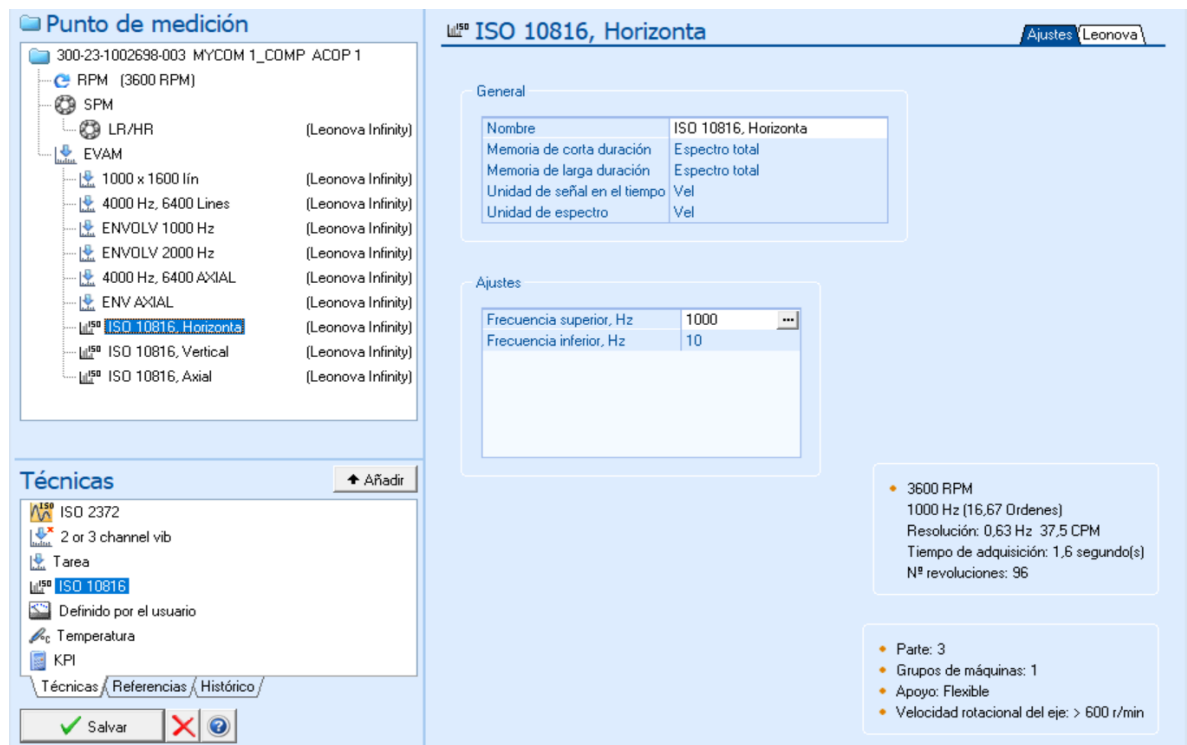 Punto de medición
300-23-1002698-003 MYCOM 1_COMP ACOP 1
RPM (3600 RPM)
SPM
LR/HR (Leonova Infinity)
EVAM
1000 x 1600 lín (Leonova Infinity)
4000 Hz, 6400 Lines (Leonova Infinity)
ENVOLV 1000 Hz (Leonova Infinity)
ENVOLV 2000 Hz (Leonova Infinity)
4000 Hz, 6400 AXIAL (Leonova Infinity)
ENV AXIAL (Leonova Infinity)
ISO 10816, Horizonta (Leonova Infinity)
ISO 10816, Vertical (Leonova Infinity)
ISO 10816, Axial (Leonova Infinity)
Técnicas
Añadir
ISO 2372
2 or 3 channel vib
Tarea
ISO 10816
Definido por el usuario
Temperatura
KPI
Técnicas Referencias Histórico
Salvar
ISO 10816, Horizonta
Ajustes Leonova
General
Nombre ISO 10816, Horizonta
Memoria de corta duración Espectro total
Memoria de larga duración Espectro total
Unidad de señal en el tiempo Vel
Unidad de espectro Vel
Ajustes
Frecuencia superior, Hz 1000 ...
Frecuencia inferior, Hz 10
3600 RPM
1000 Hz (16,67 Ordenes)
Resolución: 0,63 Hz 37,5 CPM
Tiempo de adquisición: 1,6 segundo(s)
Nº revoluciones: 96
Parte: 3
Grupos de máquinas: 1
Apoyo: Flexible
Velocidad rotacional del eje: > 600 r/min